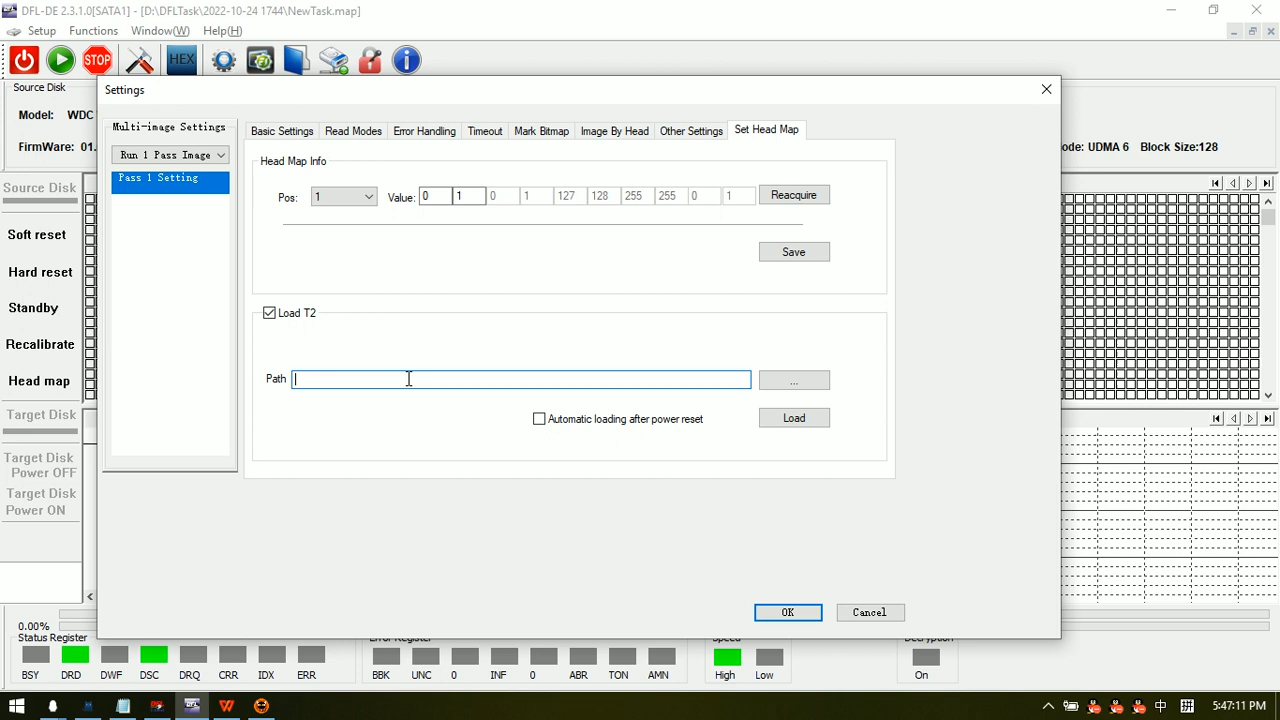 DFL-DE 2.3.1.0[SATA1] - [D:\DFLTask\2022-10-24 1744\NewTask.map]
Setup Functions Window(W) Help(H)
STOP HEX
Source Disk
Model: WDC
FirmWare: 01.
ode: UDMA 6 Block Size:128
Source Disk
Soft reset
Hard reset
Standby
Recalibrate
Head map
Target Disk
Target Disk
Power OFF
Target Disk
Power ON
Settings
Multi-image Settings
Run 1 Pass Image
Pass 1 Setting
Basic Settings Read Modes Error Handling Timeout Mark Bitmap Image By Head Other Settings Set Head Map
Head Map Info
Pos: 1 Value: 0 1 0 1 127 128 255 255 0 1 Reacquire
Save
Load T2
Path ...
Automatic loading after power reset Load
OK Cancel
0.00%
Status Register
BSY DRD DWF DSC DRQ CRR IDX ERR
Error Register
BBK UNC 0 INF 0 ABR TON AMN
Speed
High Low
Decryption
On
中 拼 5:47:11 PM